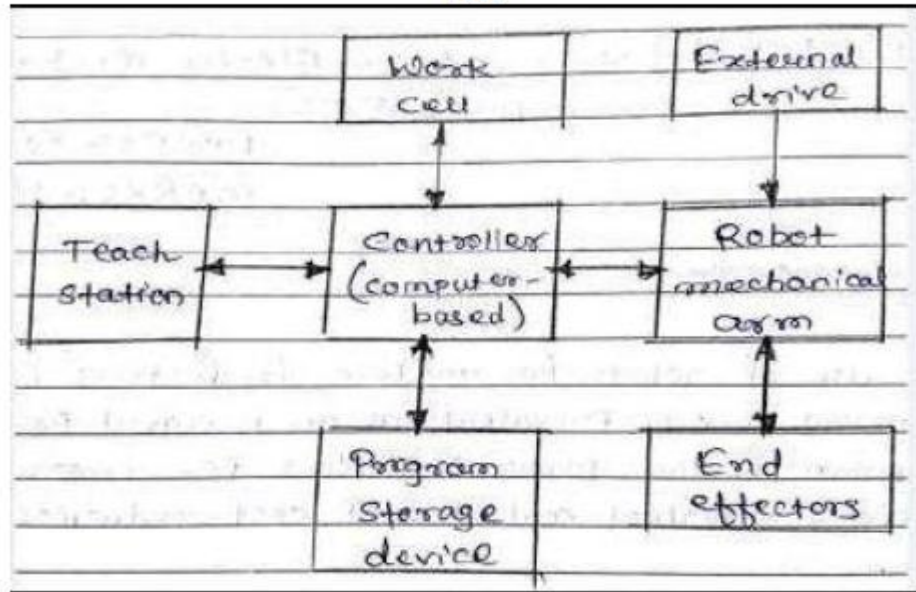 Work
cell
External
drive
Teach
station
Controller
(computer-
based)
Robot
mechanical
arm
Program
storage
device
End
effectors